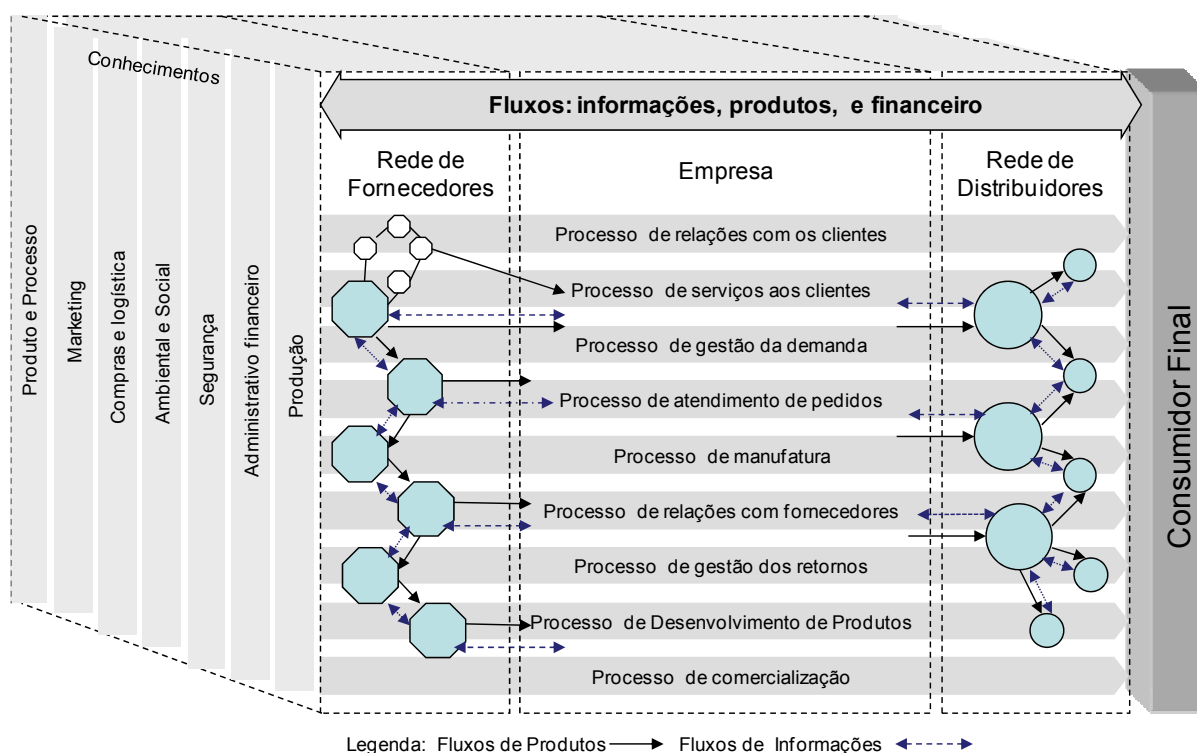 Conhecimentos
Produto e Processo
Marketing
Compras e logística
Ambiental e Social
Segurança
Administrativo financeiro
Produção
Fluxos: informações, produtos, e financeiro
Rede de
Fornecedores
Empresa
Rede de
Distribuidores
Processo de relações com os clientes
Processo de serviços aos clientes
Processo de gestão da demanda
Processo de atendimento de pedidos
Processo de manufatura
Processo de relações com fornecedores
Processo de gestão dos retornos
Processo de Desenvolvimento de Produtos
Processo de comercialização
Consumidor Final
Legenda: Fluxos de Produtos Fluxos de Informações